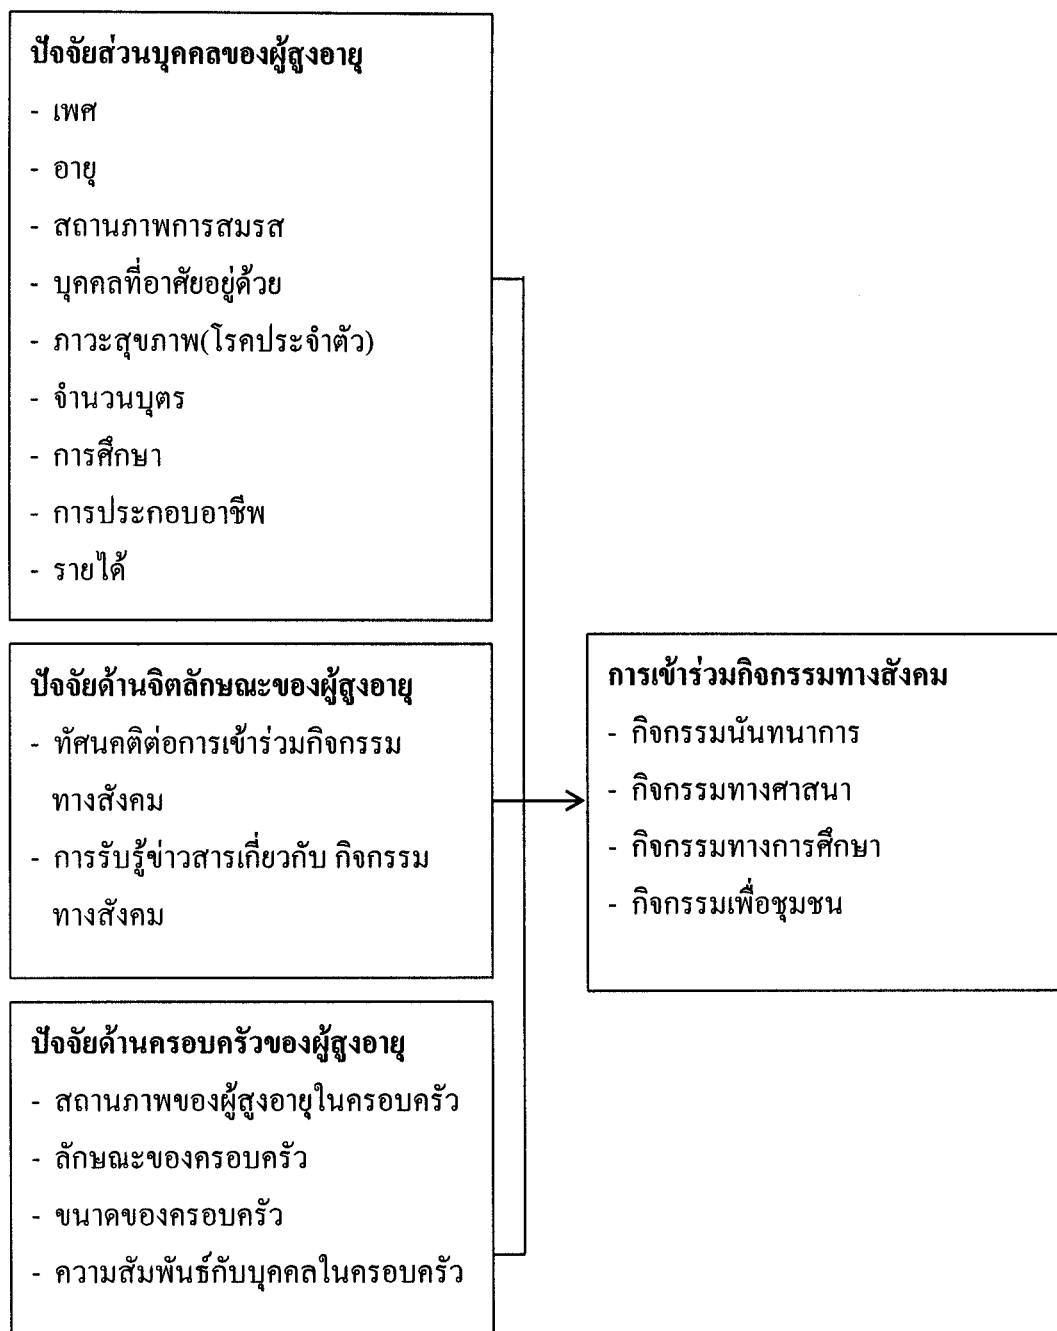 ปัจจัยส่วนบุคคลของผู้สูงอายุ
- เพศ
- อายุ
- สถานภาพการสมรส
- บุคคลที่อาศัยอยู่ด้วย
- ภาวะสุขภาพ(โรคประจำตัว)
- จำนวนบุตร
- การศึกษา
- การประกอบอาชีพ
- รายได้
ปัจจัยด้านจิตลักษณะของผู้สูงอายุ
- ทัศนคติต่อการเข้าร่วมกิจกรรม
ทางสังคม
- การรับรู้ข่าวสารเกี่ยวกับ กิจกรรม
ทางสังคม
ปัจจัยด้านครอบครัวของผู้สูงอายุ
- สถานภาพของผู้สูงอายุในครอบครัว
- ลักษณะของครอบครัว
- ขนาดของครอบครัว
- ความสัมพันธ์กับบุคคลในครอบครัว
การเข้าร่วมกิจกรรมทางสังคม
- กิจกรรมนันทนาการ
- กิจกรรมทางศาสนา
- กิจกรรมทางการศึกษา
- กิจกรรมเพื่อชุมชน